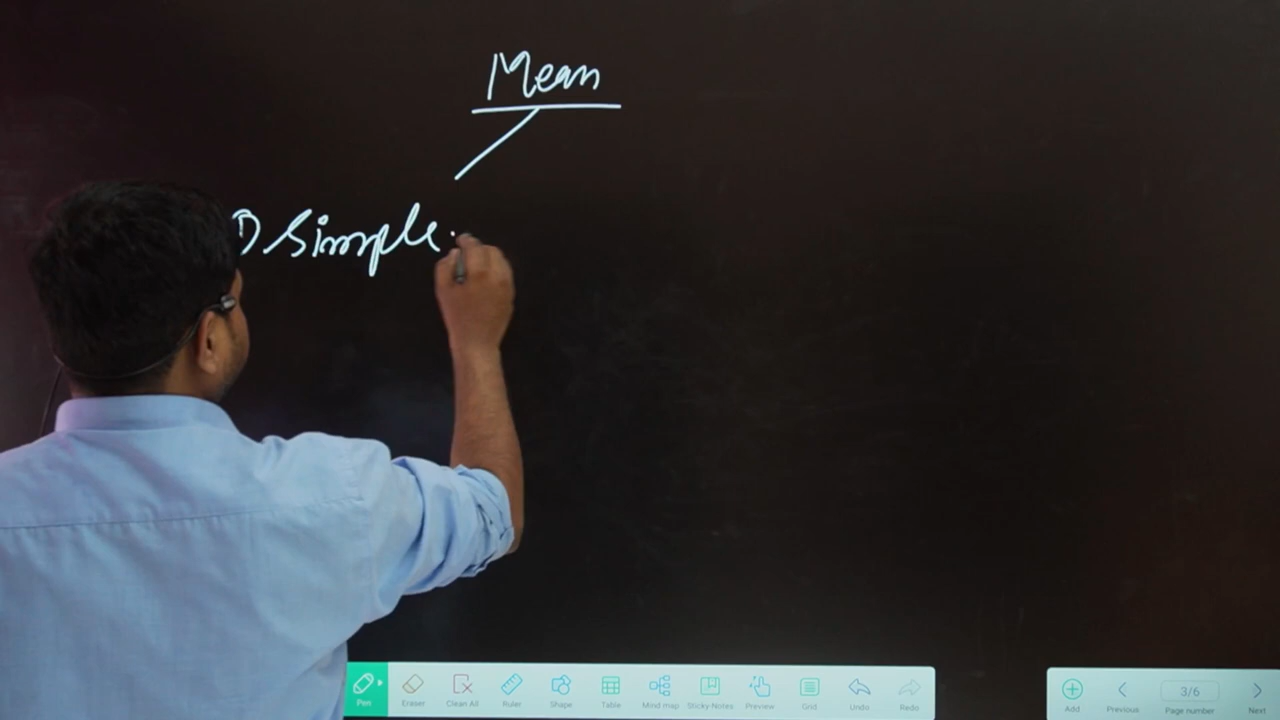 Mean
1) Simple
Pen
Eraser
Clean All
Ruler
Shape
Table
Mind map
Sticky-Notes
Preview
Grid
Undo
Redo
Add
Previous
3/6
Page number
Next